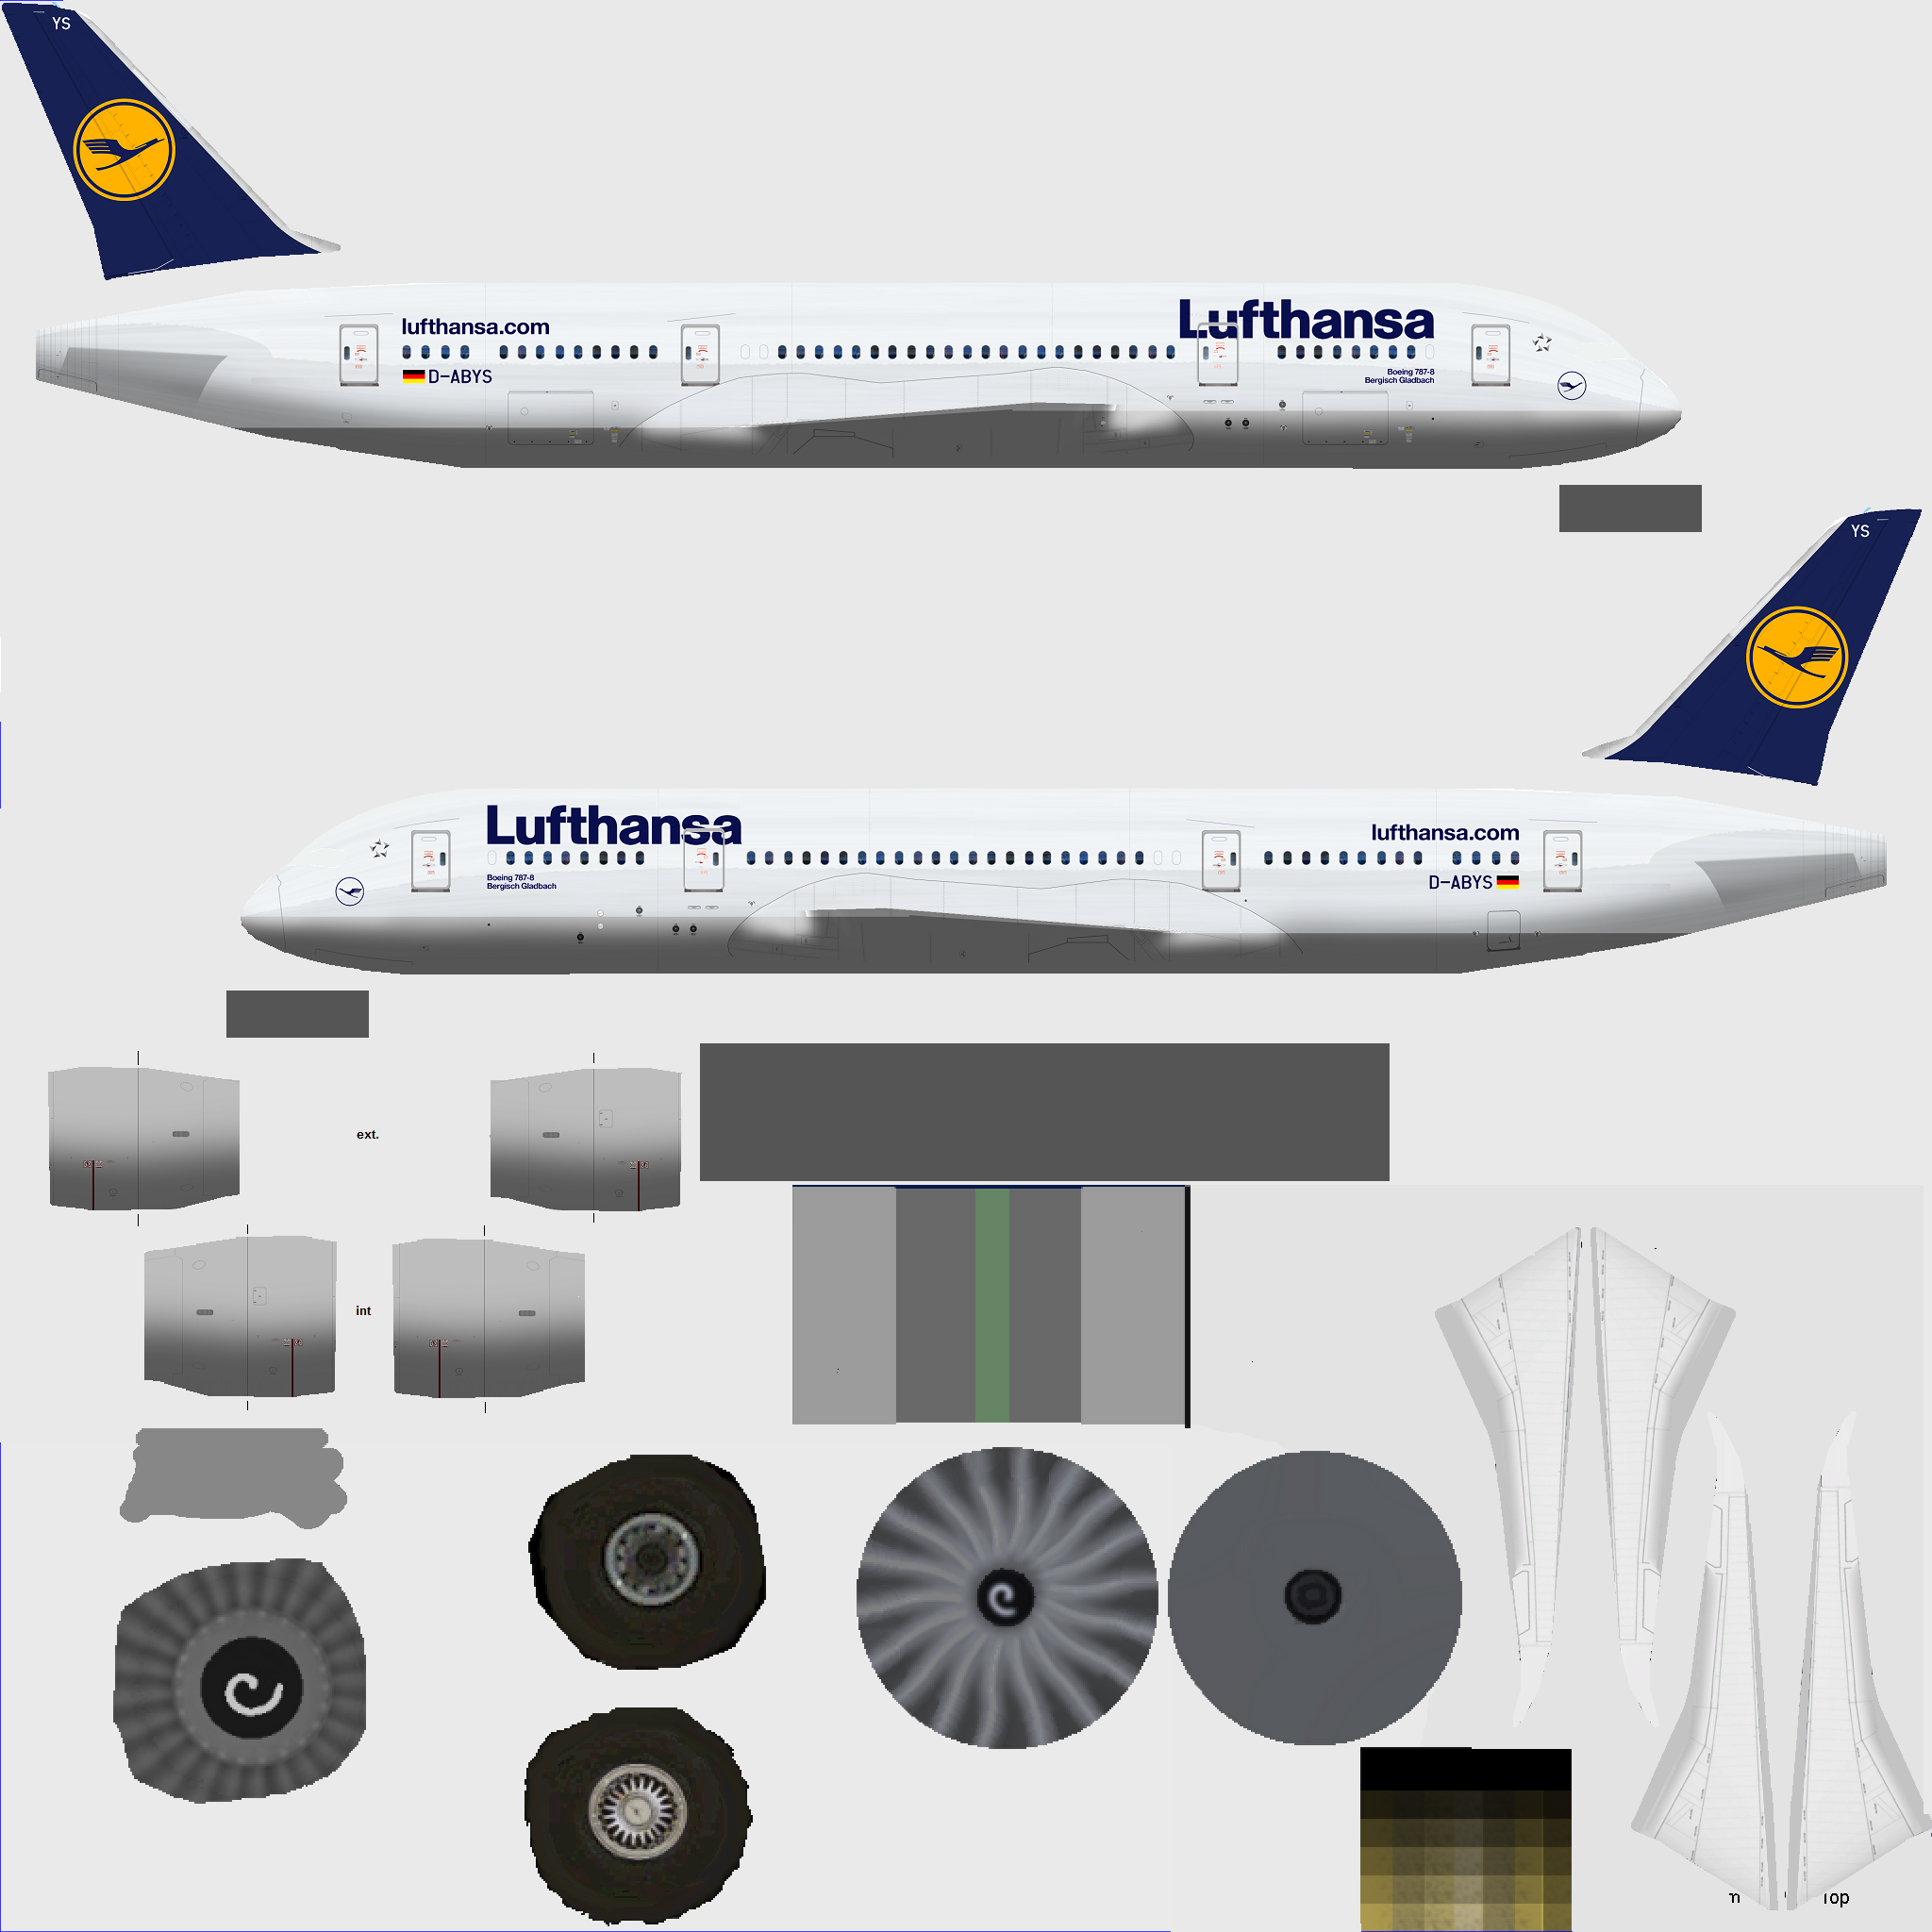 YS
Lufthansa
lufthansa.com
D-ABYS
Boeing 787-8
Bergisch Gladbach
YS
Lufthansa
lufthansa.com
Boeing 787-8
Bergisch Gladbach
D-ABYS
ext.
int